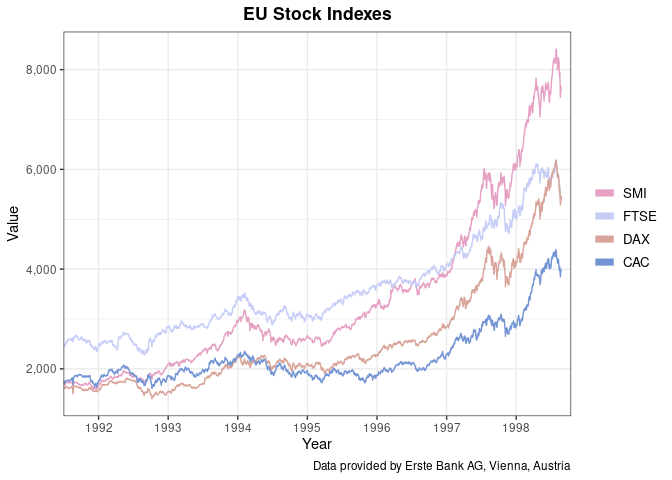 EU Stock Indexes
Value
8,000
6,000
4,000
2,000
1992 1993 1994 1995 1996 1997 1998
Year
SMI
FTSE
DAX
CAC
Data provided by Erste Bank AG, Vienna, Austria